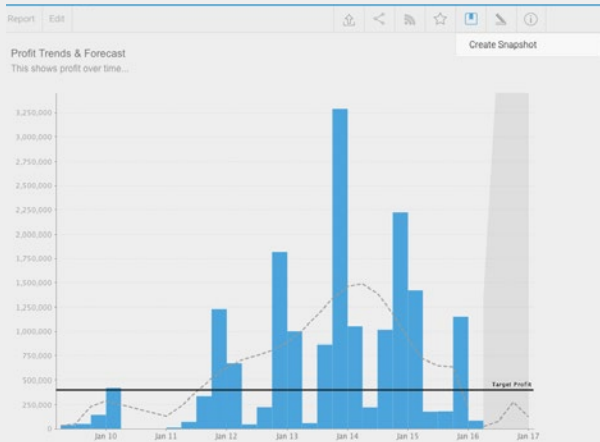 Report Edit
Create Snapshot
Profit Trends & Forecast
This shows profit over time...
3,250,000
3,000,000
2,750,000
2,500,000
2,250,000
2,000,000
1,750,000
1,500,000
1,250,000
1,000,000
750,000
500,000
250,000
0
Target Profit
Jan 10 Jan 11 Jan 12 Jan 13 Jan 14 Jan 15 Jan 16 Jan 17